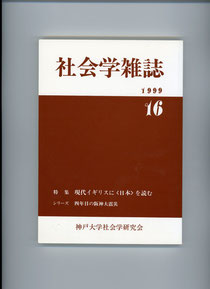 社会学雑誌
1999
16
特集 現代イギリスに〈日本〉を読む
シリーズ 四年目の阪神大震災
神戸大学社会学研究会